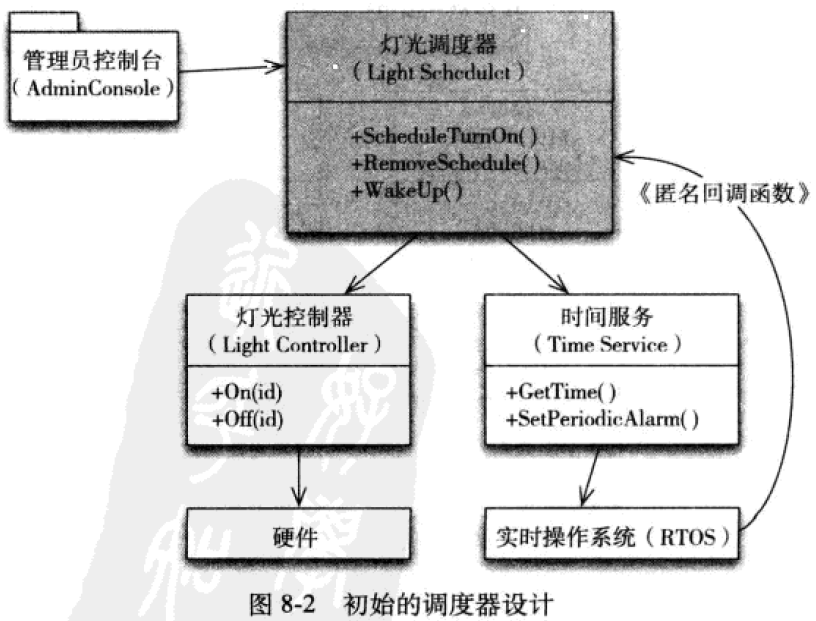 管理员控制台
（AdminConsole）
灯光调度器
（Light Schedulet）
+ScheduleTurnOn()
+RemoveSchedule()
+WakeUp()
《匿名回调函数》
灯光控制器
（Light Controller）
+On(id)
+Off(id)
时间服务
（Time Service）
+GetTime()
+SetPeriodicAlarm()
硬件
实时操作系统（RTOS）
图 8-2 初始的调度器设计